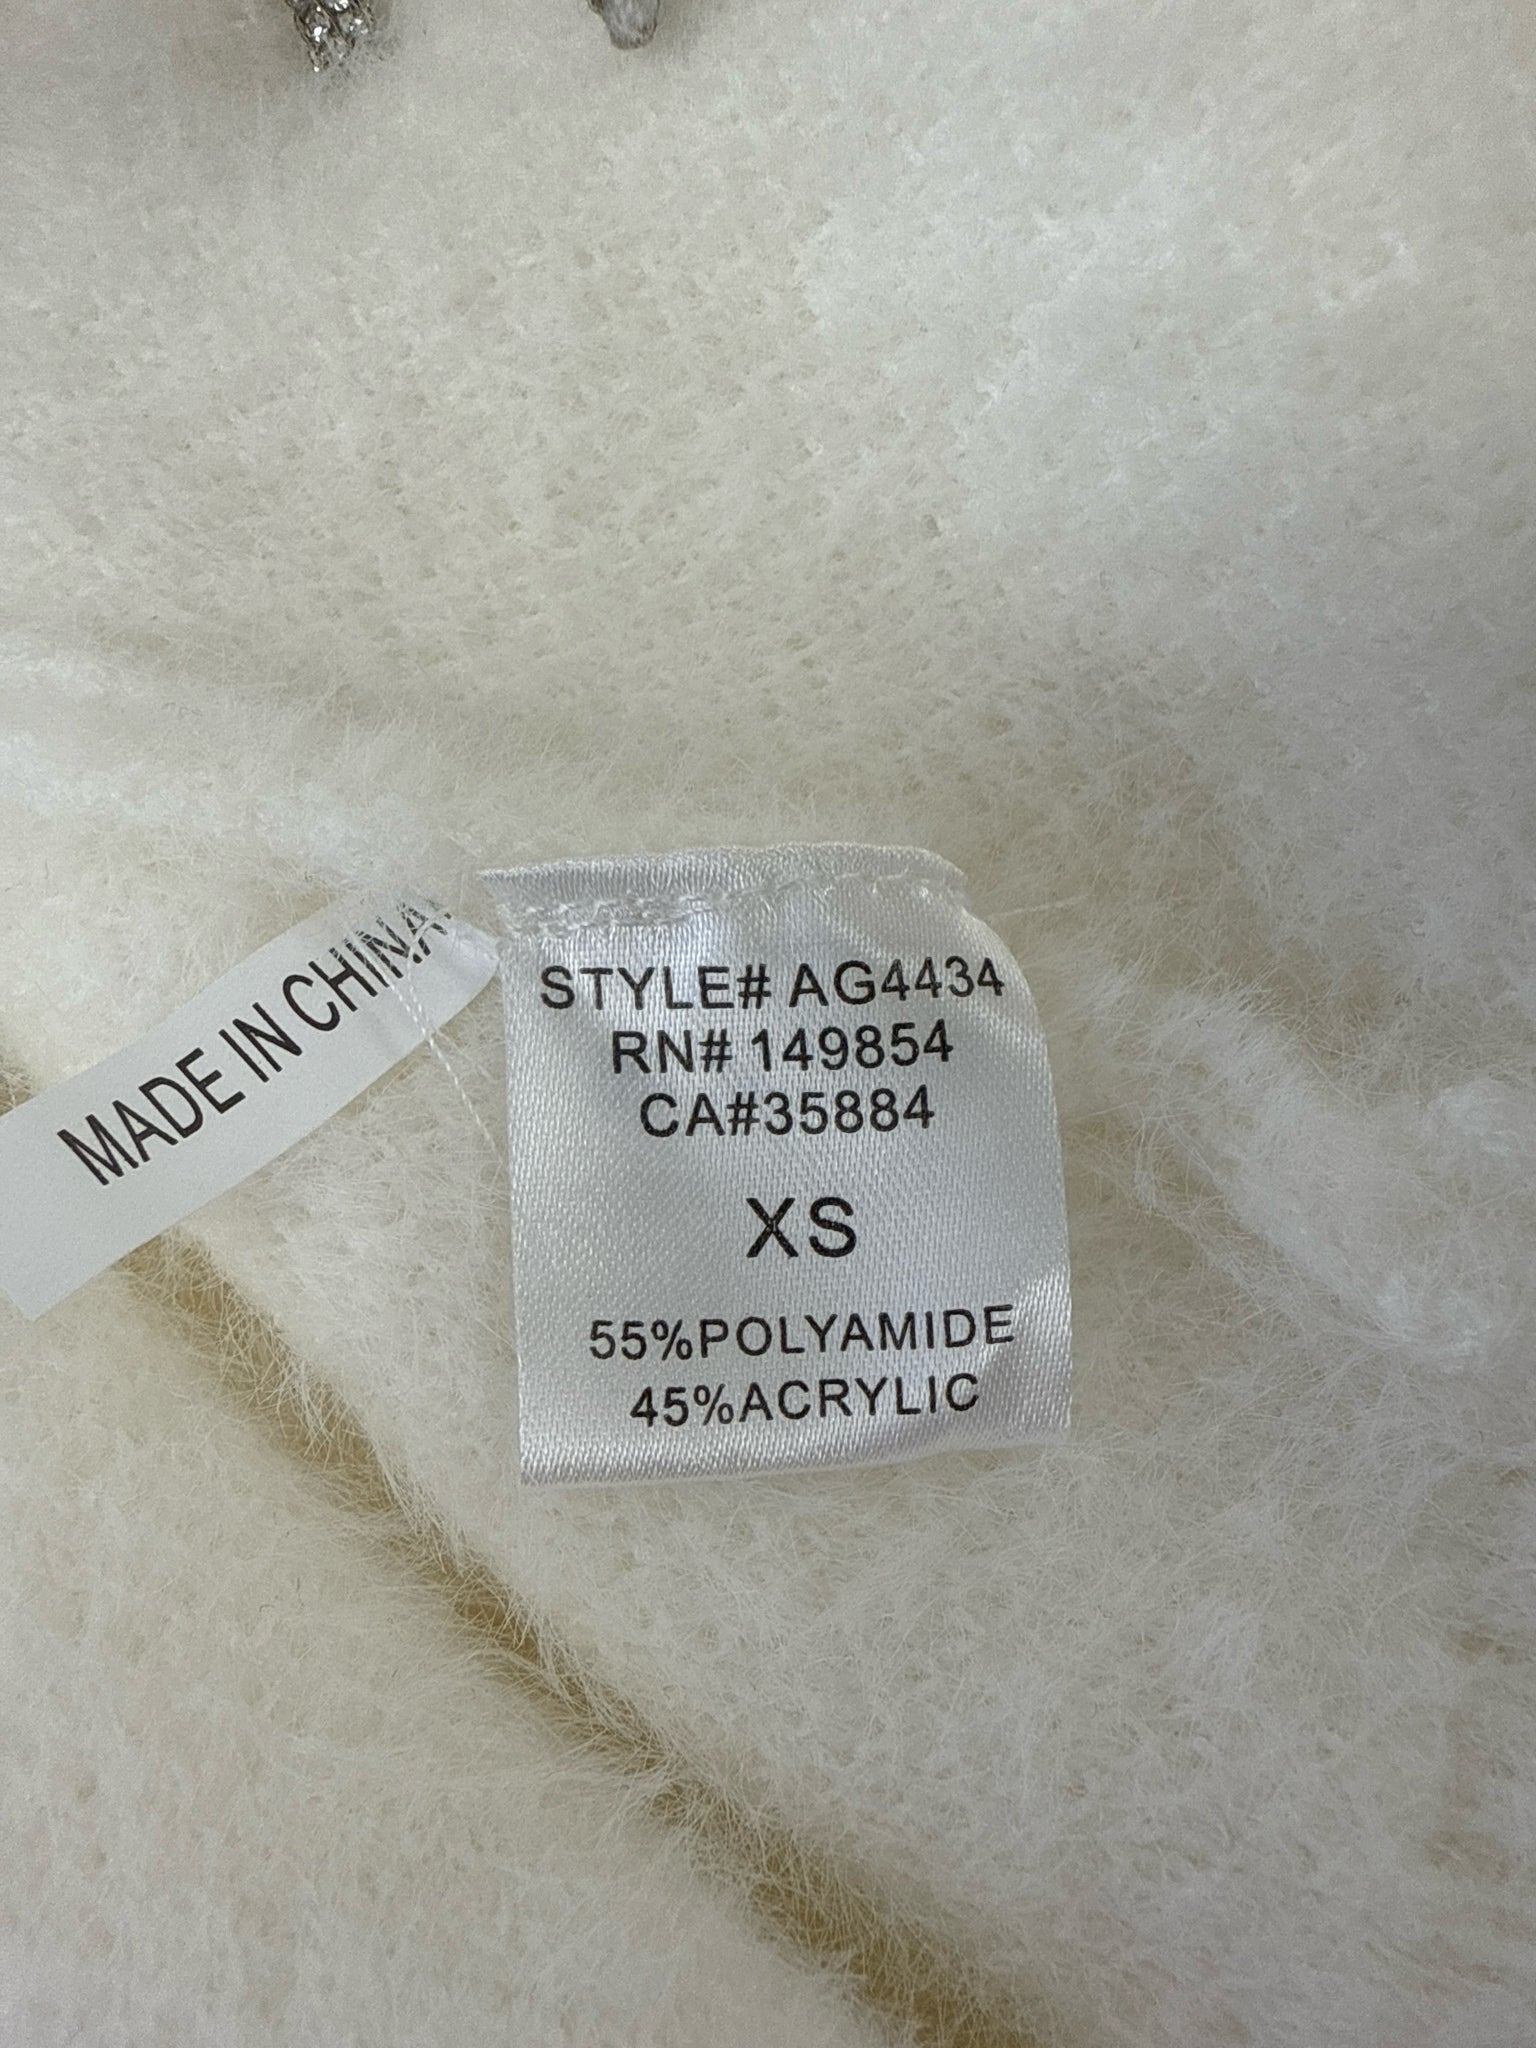 MADE IN CHINA
STYLE# AG4434
RN# 149854
CA#35884
XS
55%POLYAMIDE
45%ACRYLIC